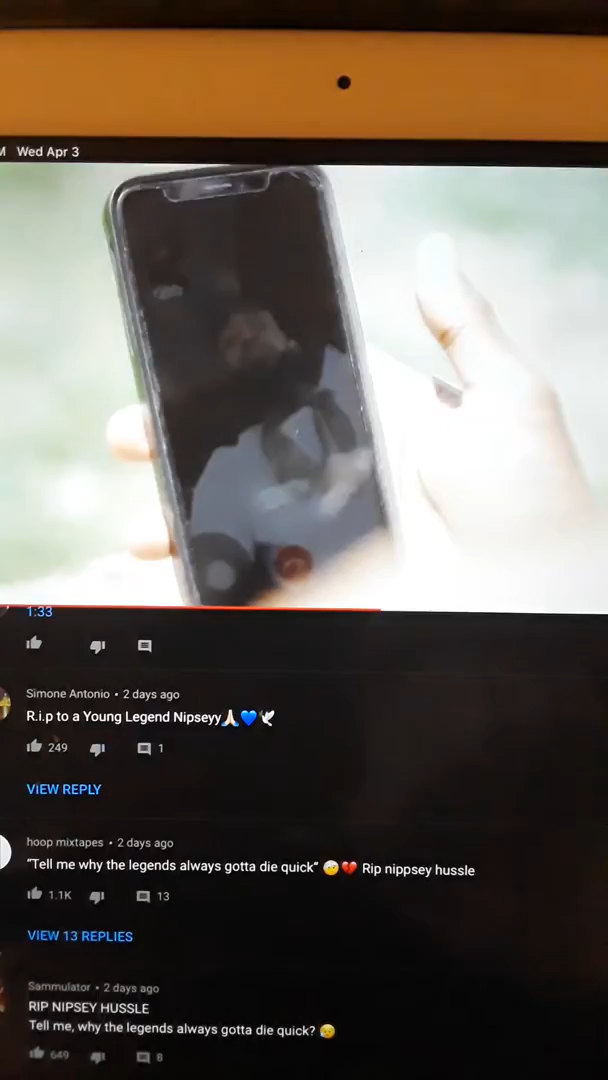 M Wed Apr 3
1:33
Simone Antonio • 2 days ago
R.i.p to a Young Legend Nipseyy🙏🏻💙🕊
249 1
VIEW REPLY
hoop mixtapes • 2 days ago
"Tell me why the legends always gotta die quick" 🤕💔 Rip nippsey hussle
1.1K 13
VIEW 13 REPLIES
Sammulator • 2 days ago
RIP NIPSEY HUSSLE
Tell me, why the legends always gotta die quick? 😥
649 8